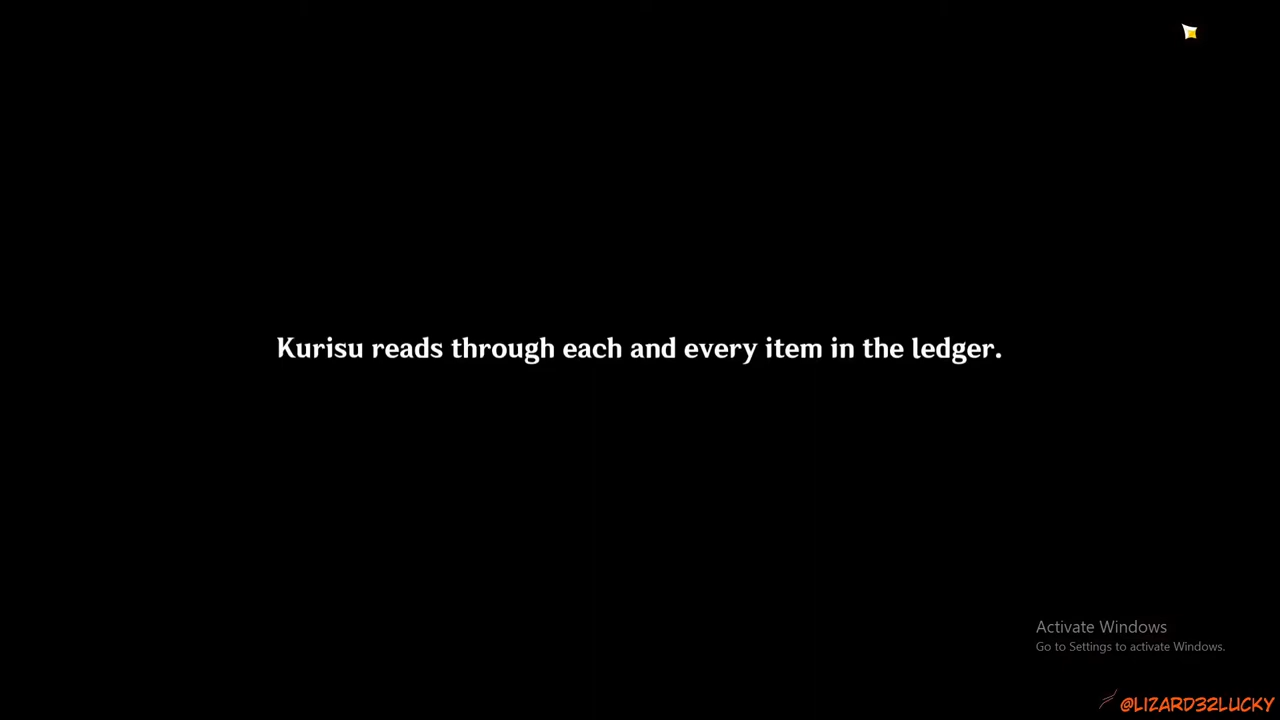 Kurisu reads through each and every item in the ledger.
Activate Windows
Go to Settings to activate Windows.
@LIZARD32LUCKY